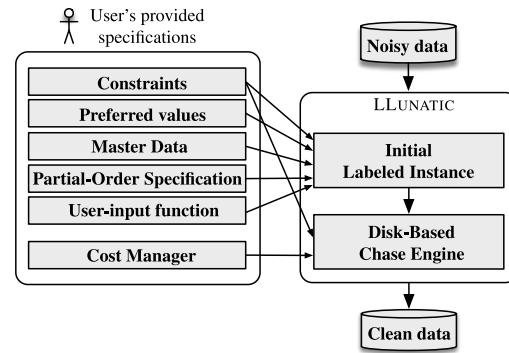 User's provided
specifications
Constraints
Preferred values
Master Data
Partial-Order Specification
User-input function
Cost Manager
Noisy data
LLUNATIC
Initial
Labeled Instance
Disk-Based
Chase Engine
Clean data